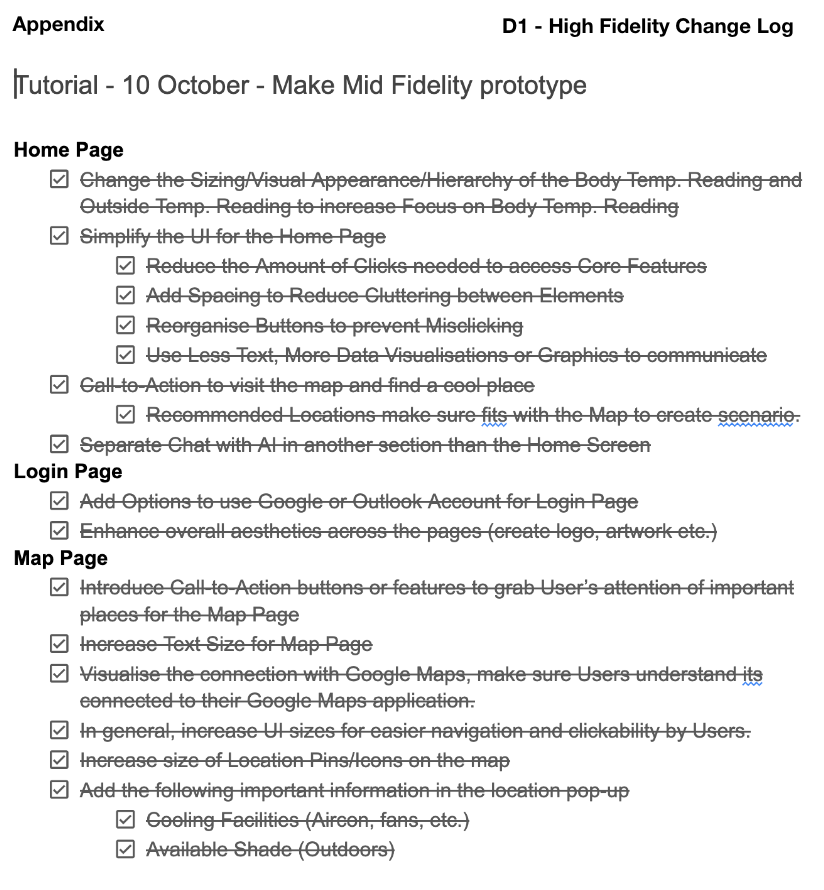 Appendix
D1 - High Fidelity Change Log
Tutorial - 10 October - Make Mid Fidelity prototype
Home Page
Change the Sizing/Visual Appearance/Hierarchy of the Body Temp. Reading and
Outside Temp. Reading to increase Focus on Body Temp. Reading
Simplify the UI for the Home Page
Reduce the Amount of Clicks needed to access Core Features
Add Spacing to Reduce Cluttering between Elements
Reorganise Buttons to prevent Misclicking
Use Less Text, More Data Visualisations or Graphics to communicate
Call-to-Action to visit the map and find a cool place
Recommended Locations make sure fits with the Map to create scenario.
Separate Chat with AI in another section than the Home Screen
Login Page
Add Options to use Google or Outlook Account for Login Page
Enhance overall aesthetics across the pages (create logo, artwork etc.)
Map Page
Introduce Call-to-Action buttons or features to grab User's attention of important
places for the Map Page
Increase Text Size for Map Page
Visualise the connection with Google Maps, make sure Users understand its
connected to their Google Maps application.
In general, increase UI sizes for easier navigation and clickability by Users.
Increase size of Location Pins/Icons on the map
Add the following important information in the location pop-up
Cooling Facilities (Aircon, fans, etc.)
Available Shade (Outdoors)